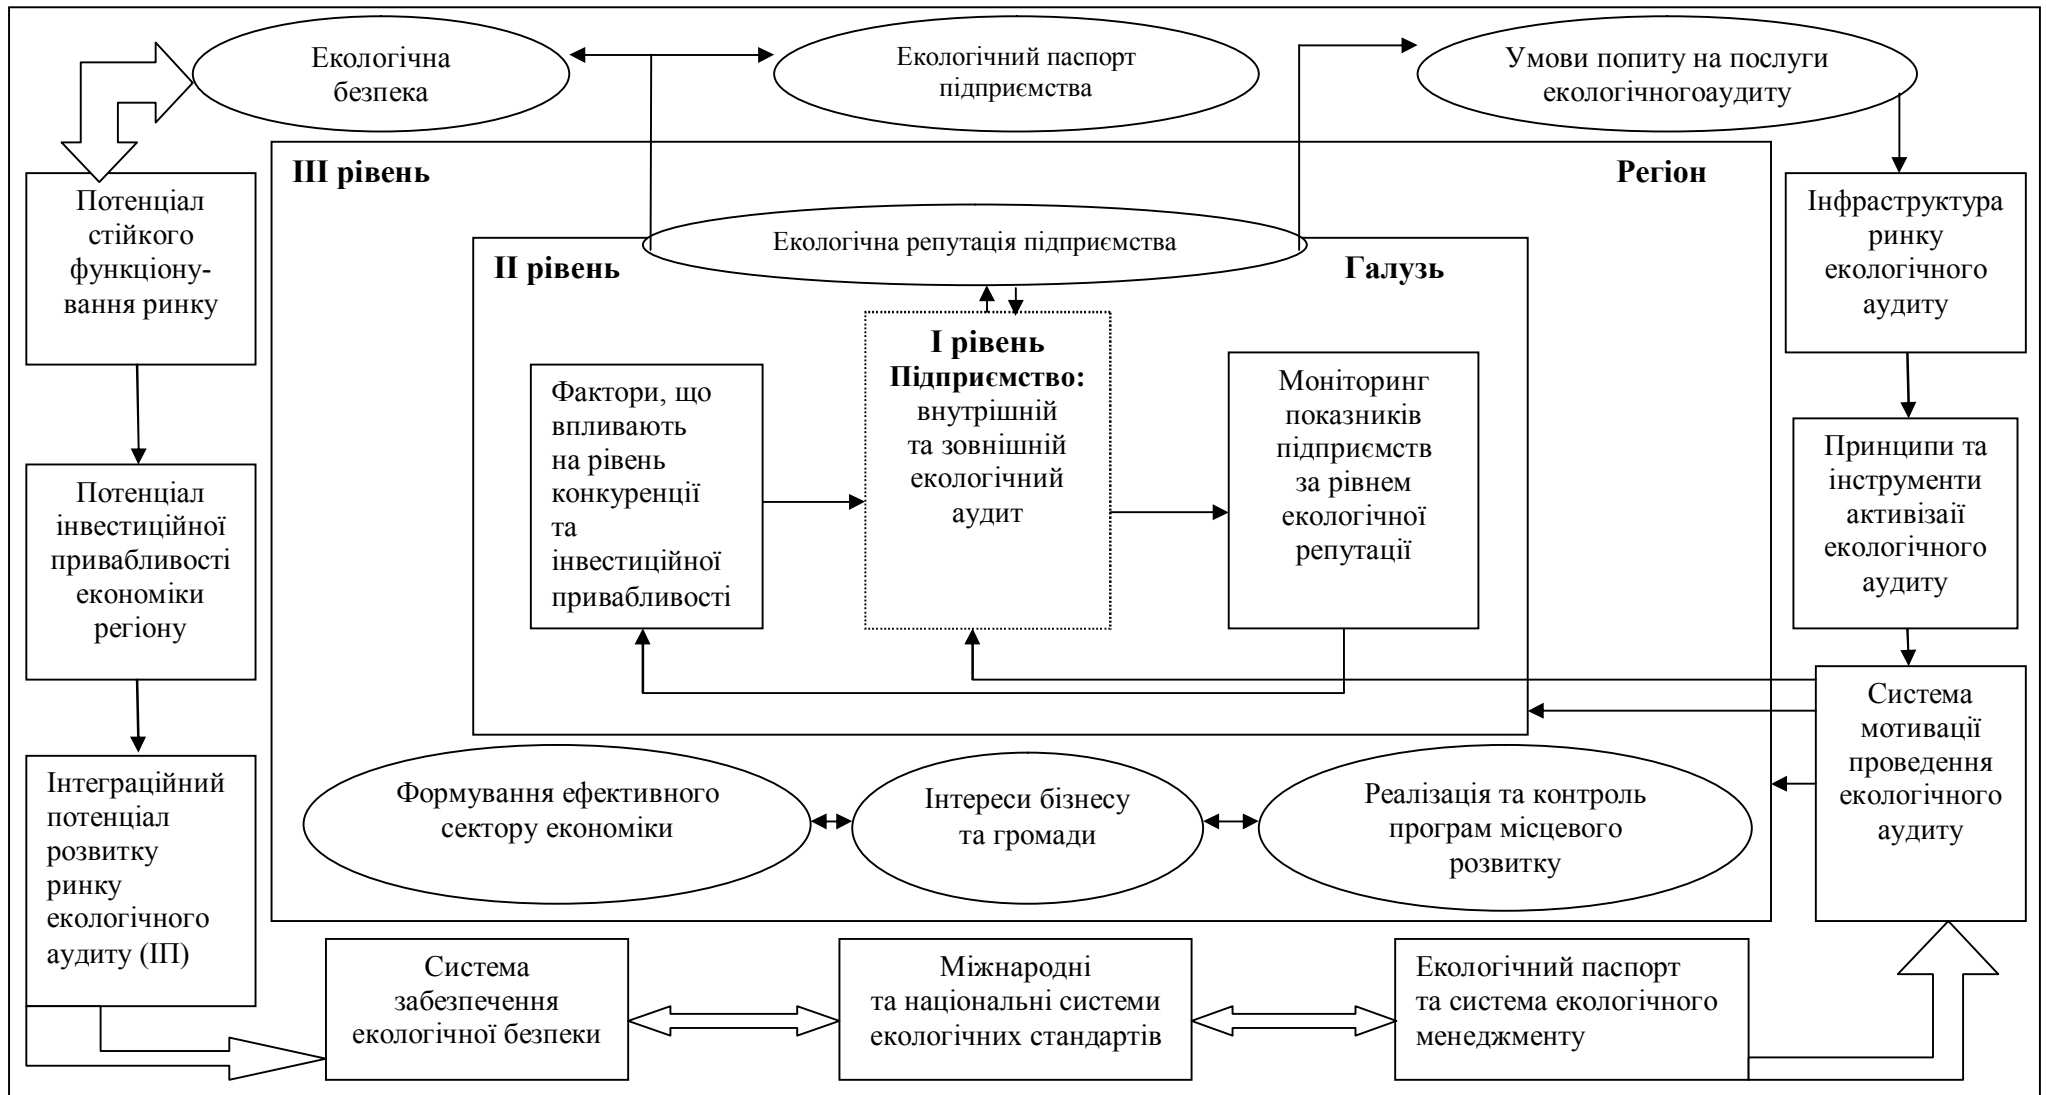 Екологічна
безпека
Екологічний паспорт
підприємства
Умови попиту на послуги
екологічногоаудиту
III рівень
Регіон
Потенціал
стійкого
функціону-
вання ринку
Екологічна репутація підприємства
Інфраструктура
ринку
екологічного
аудиту
II рівень
Галузь
I рівень
Підприємство:
внутрішній
та зовнішній
екологічний
аудит
Фактори, що
впливають
на рівень
конкуренції
та
інвестиційної
привабливості
Моніторинг
показників
підприємств
за рівнем
екологічної
репутації
Потенціал
інвестиційної
привабливості
економіки
регіону
Принципи та
інструменти
активізаії
екологічного
аудиту
Система
мотивації
проведення
екологічного
аудиту
Інтеграційний
потенціал
розвитку
ринку
екологічного
аудиту (ІП)
Формування ефективного
сектору економіки
Інтереси бізнесу
та громади
Реалізація та контроль
програм місцевого
розвитку
Система
забезпечення
екологічної безпеки
Міжнародні
та національні системи
екологічних стандартів
Екологічний паспорт
та система екологічного
менеджменту